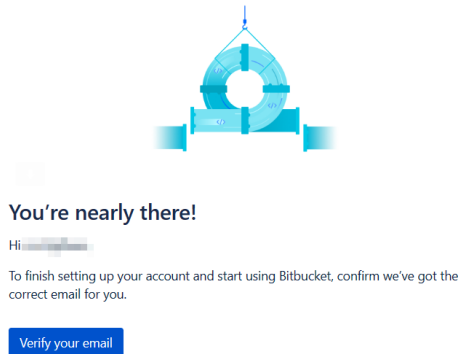 You're nearly there!
Hi
To finish setting up your account and start using Bitbucket, confirm we've got the
correct email for you.
Verify your email